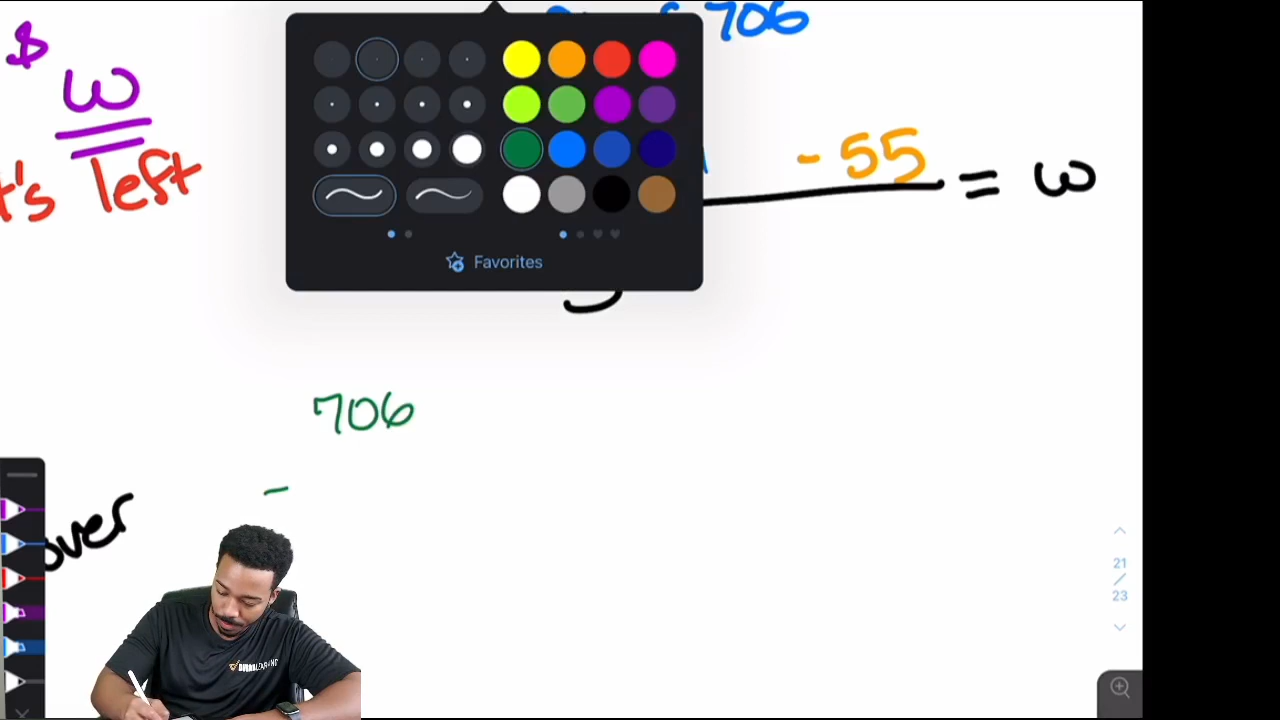 $
w
706
- 55
left
= w
Favorites
706
-
over
21
/
23